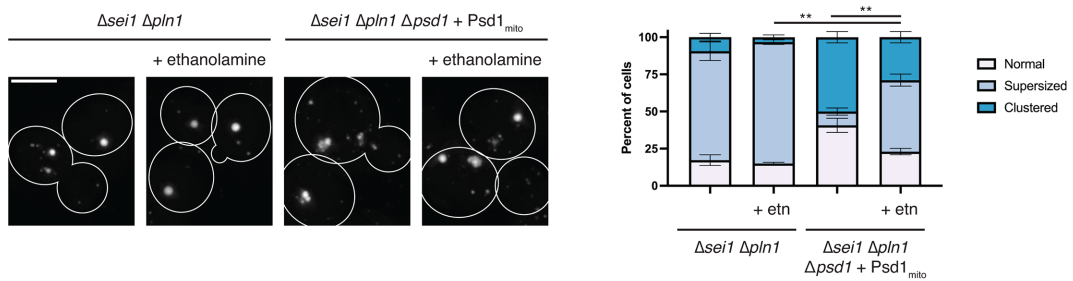 Δsei1 Δpln1
Δsei1 Δpln1 Δpsd1 + Psd1mito
+ ethanolamine
+ ethanolamine
**
**
100
75
50
25
0
Percent of cells
Normal
Supersized
Clustered
+ etn
+ etn
Δsei1 Δpln1
Δsei1 Δpln1
Δpsd1 + Psd1mito